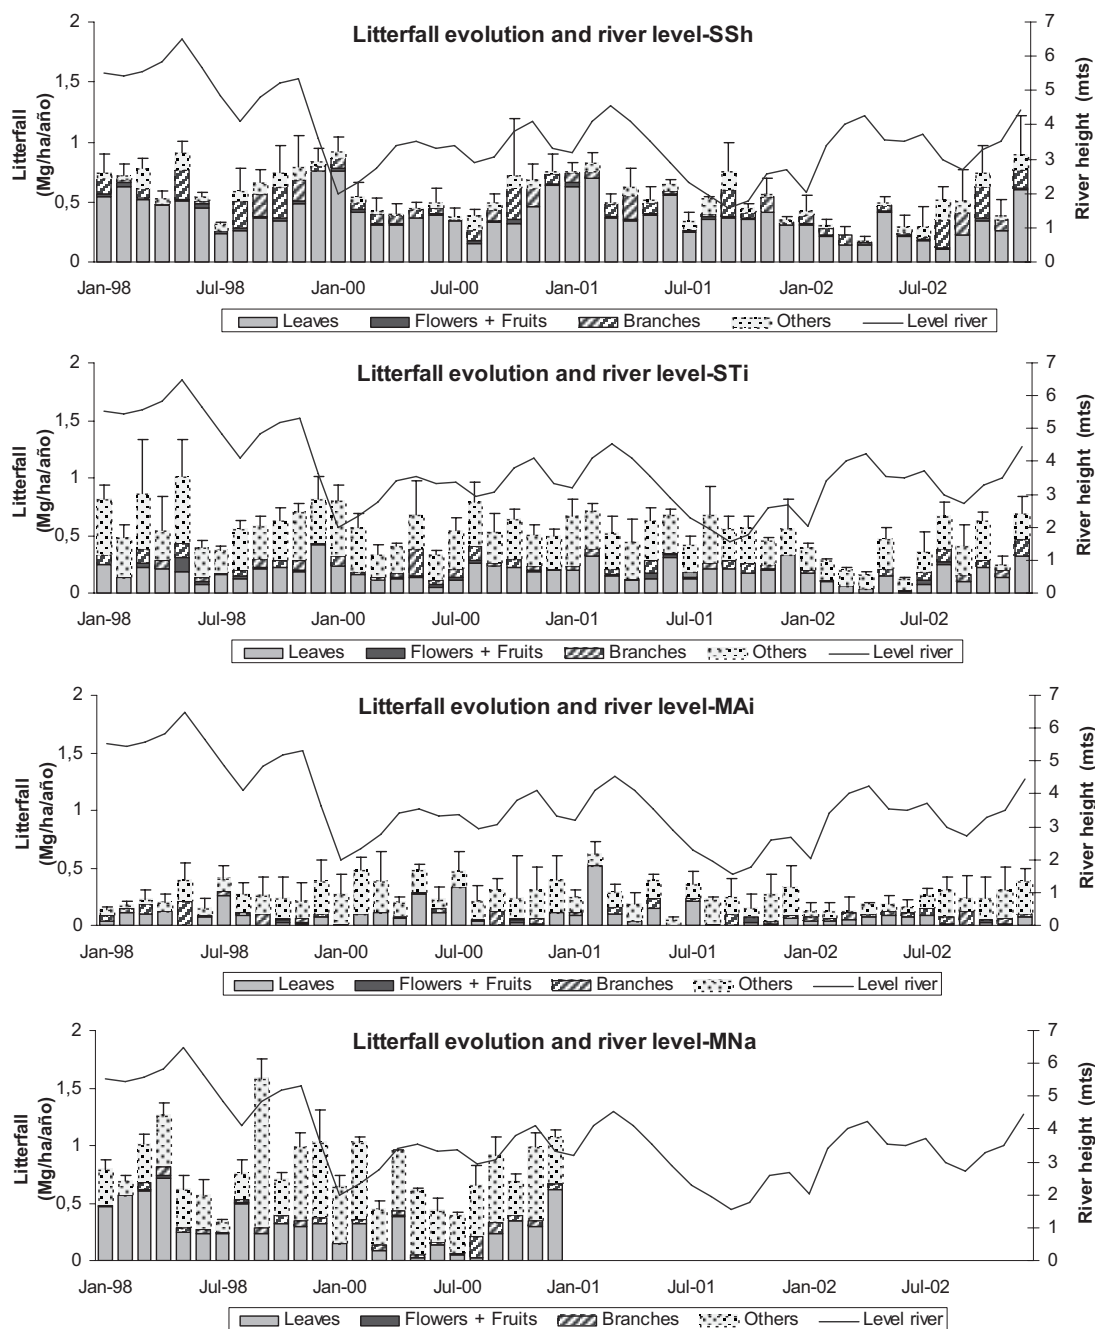 Litterfall evolution and river level-SSh
Litterfall
(Mg/ha/año)
River height (mts)
2
1,5
1
0,5
0
7
6
5
4
3
2
1
0
Jan-98 Jul-98 Jan-00 Jul-00 Jan-01 Jul-01 Jan-02 Jul-02
Leaves Flowers + Fruits Branches Others Level river
Litterfall evolution and river level-STi
Litterfall
(Mg/ha/año)
River height (mts)
2
1,5
1
0,5
0
7
6
5
4
3
2
1
0
Jan-98 Jul-98 Jan-00 Jul-00 Jan-01 Jul-01 Jan-02 Jul-02
Leaves Flowers + Fruits Branches Others Level river
Litterfall evolution and river level-MAi
Litterfall
(Mg/ha/año)
River height (mts)
2
1,5
1
0,5
0
7
6
5
4
3
2
1
0
Jan-98 Jul-98 Jan-00 Jul-00 Jan-01 Jul-01 Jan-02 Jul-02
Leaves Flowers + Fruits Branches Others Level river
Litterfall evolution and river level-MNa
Litterfall
(Mg/ha/año)
River height (mts)
2
1,5
1
0,5
0
7
6
5
4
3
2
1
0
Jan-98 Jul-98 Jan-00 Jul-00 Jan-01 Jul-01 Jan-02 Jul-02
Leaves Flowers + Fruits Branches Others Level river